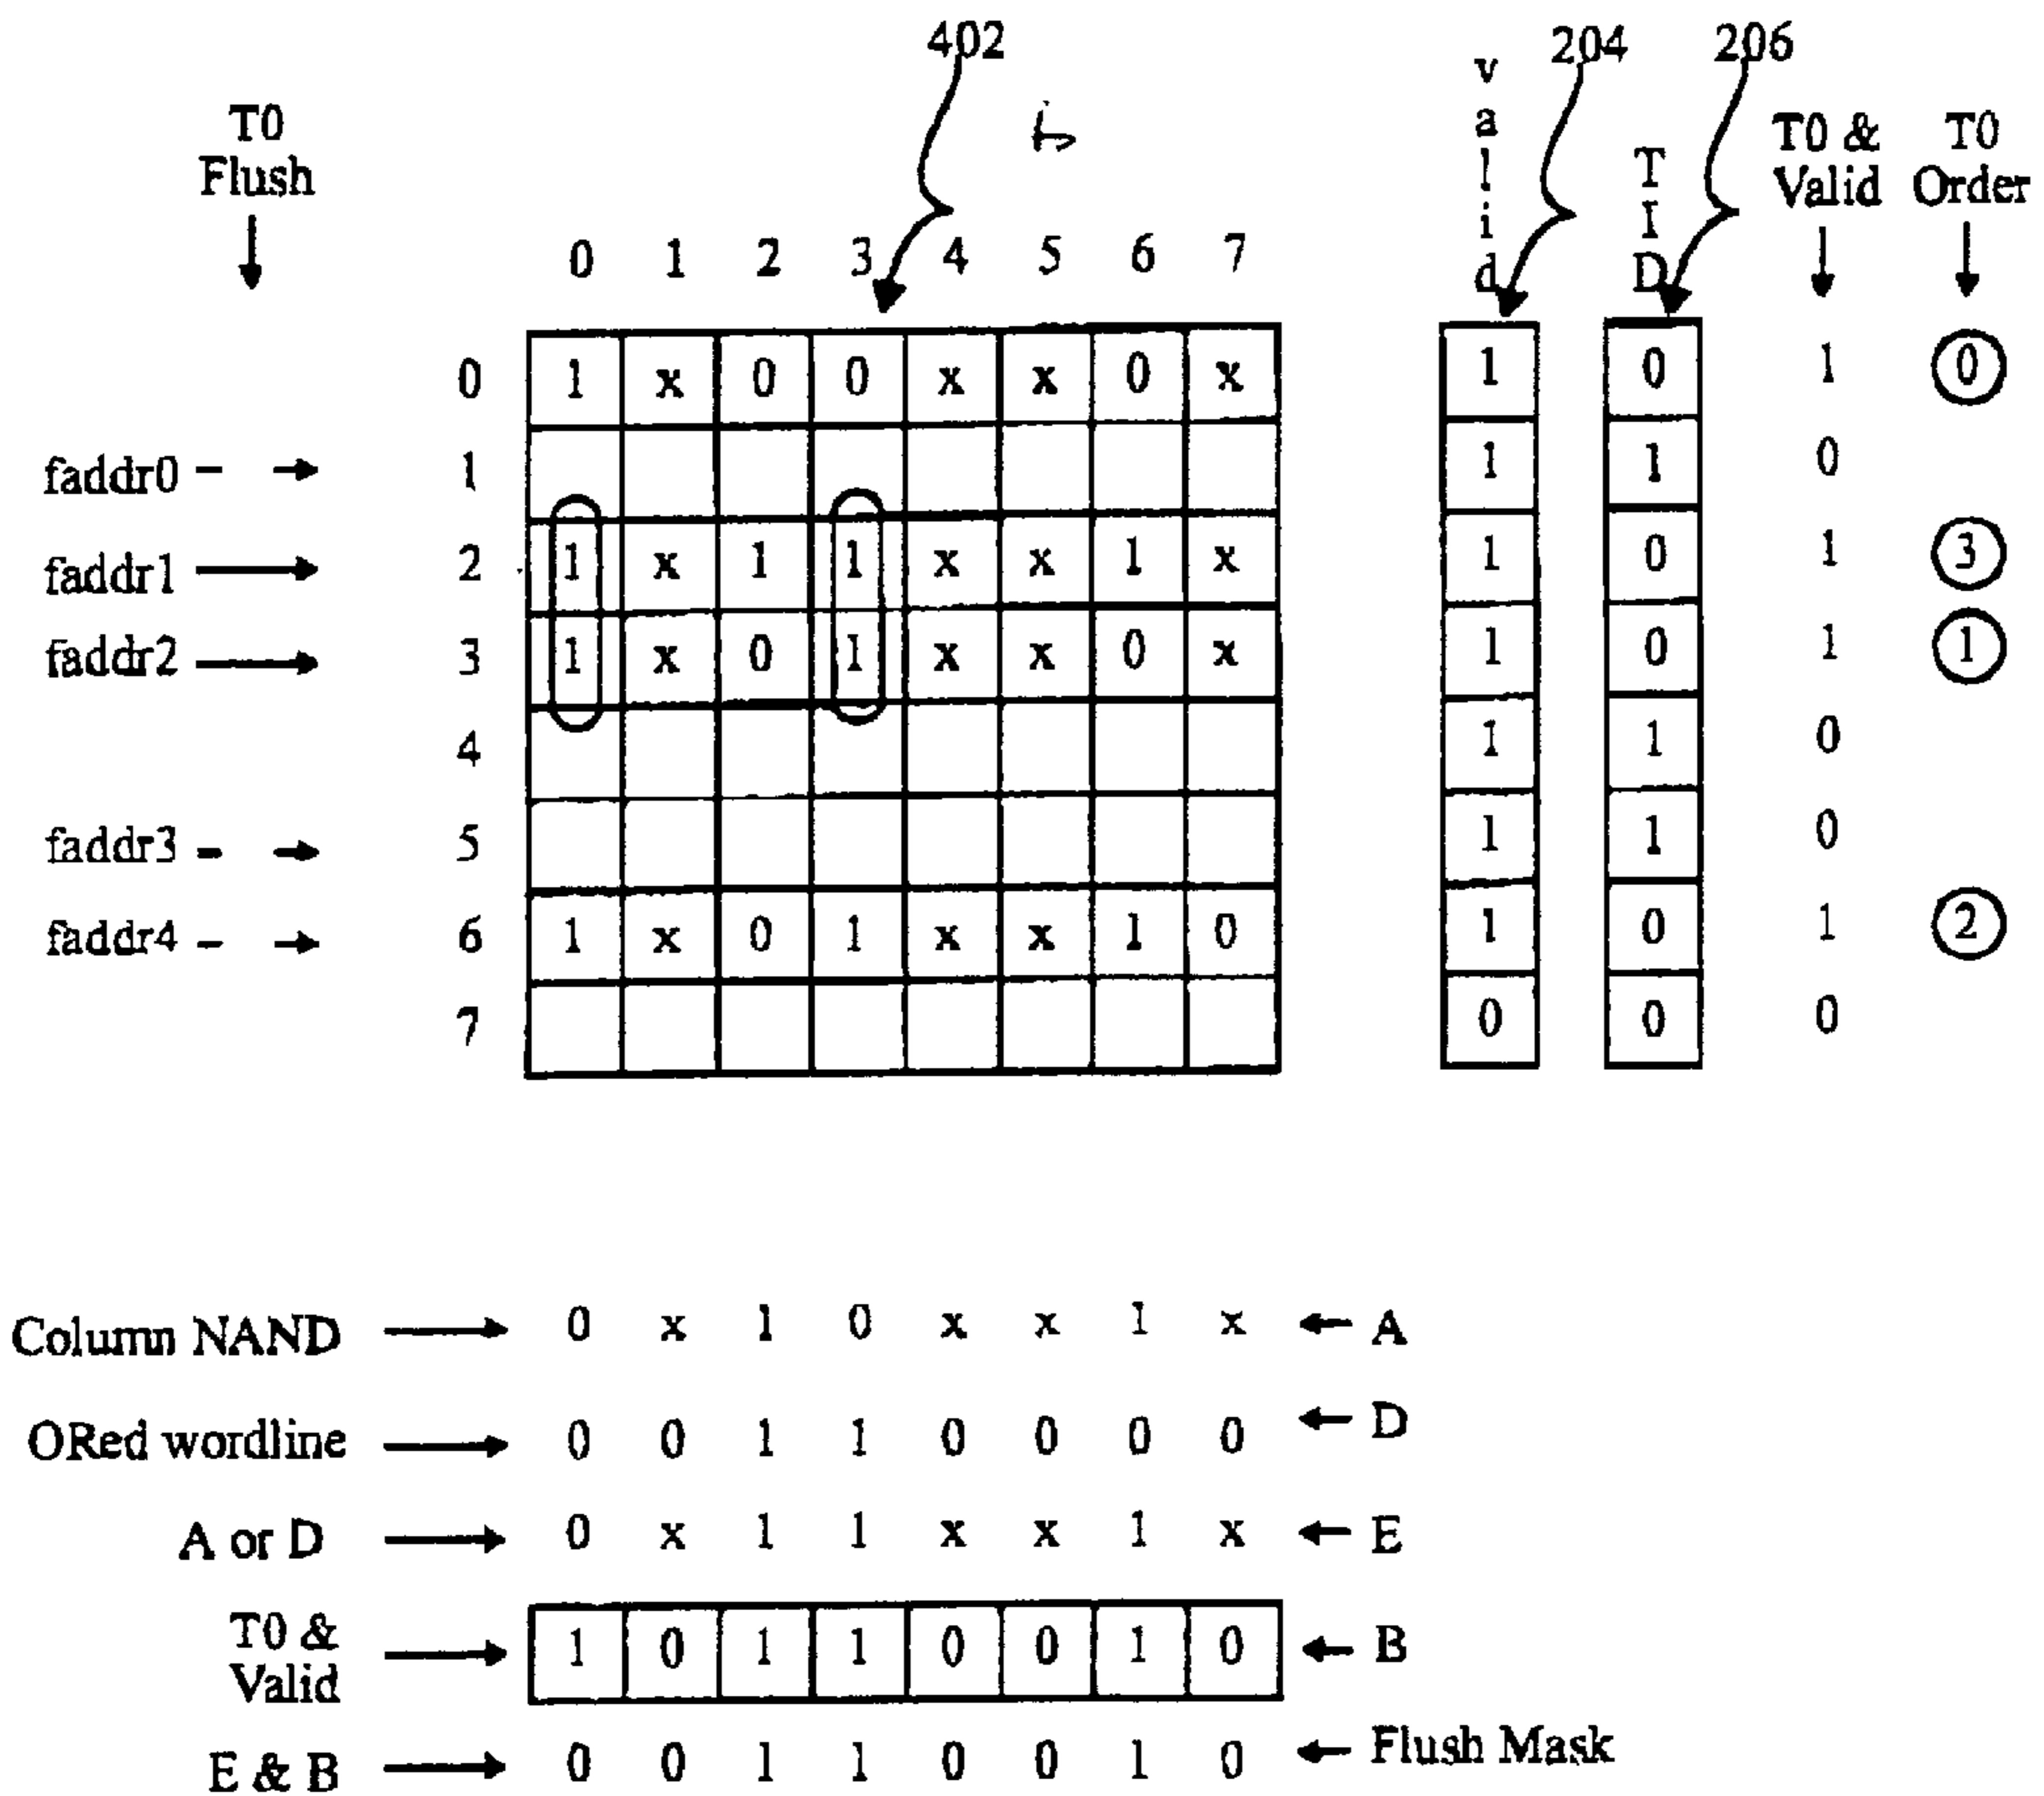 402
204
206
T0 Flush
valid
TID
T0 & Valid
T0 Order
0 1 2 3 4 5 6 7
0 1 x 0 0 x x 0 x 1 0 1 0
faddr0 1 1 1 0
faddr1 2 1 x 1 1 x x 1 x 1 0 1 3
faddr2 3 1 x 0 1 x x 0 x 1 0 1 1
4 1 1 0
faddr3 5 1 1 0
faddr4 6 1 x 0 1 x x 1 0 1 0 1 2
7 0 0 0
Column NAND 0 x 1 0 x x 1 x A
ORed wordline 0 0 1 1 0 0 0 0 D
A or D 0 x 1 1 x x 1 x E
T0 & Valid 1 0 1 1 0 0 1 0 B
E & B 0 0 1 1 0 0 1 0 Flush Mask